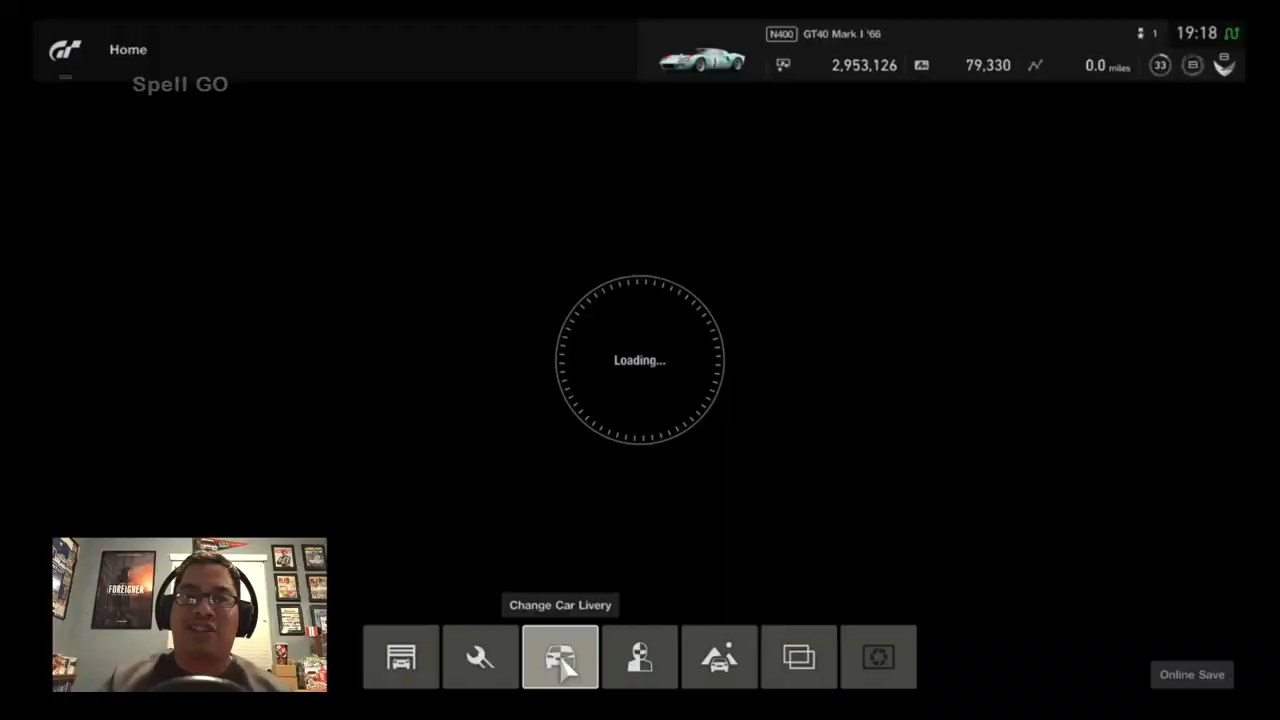 N400 GT40 Mark I '66
1 19:18
Home
2,953,126 79,330 0.0 miles 33
Spell GO
Loading...
FOREIGNER
Change Car Livery
Online Save